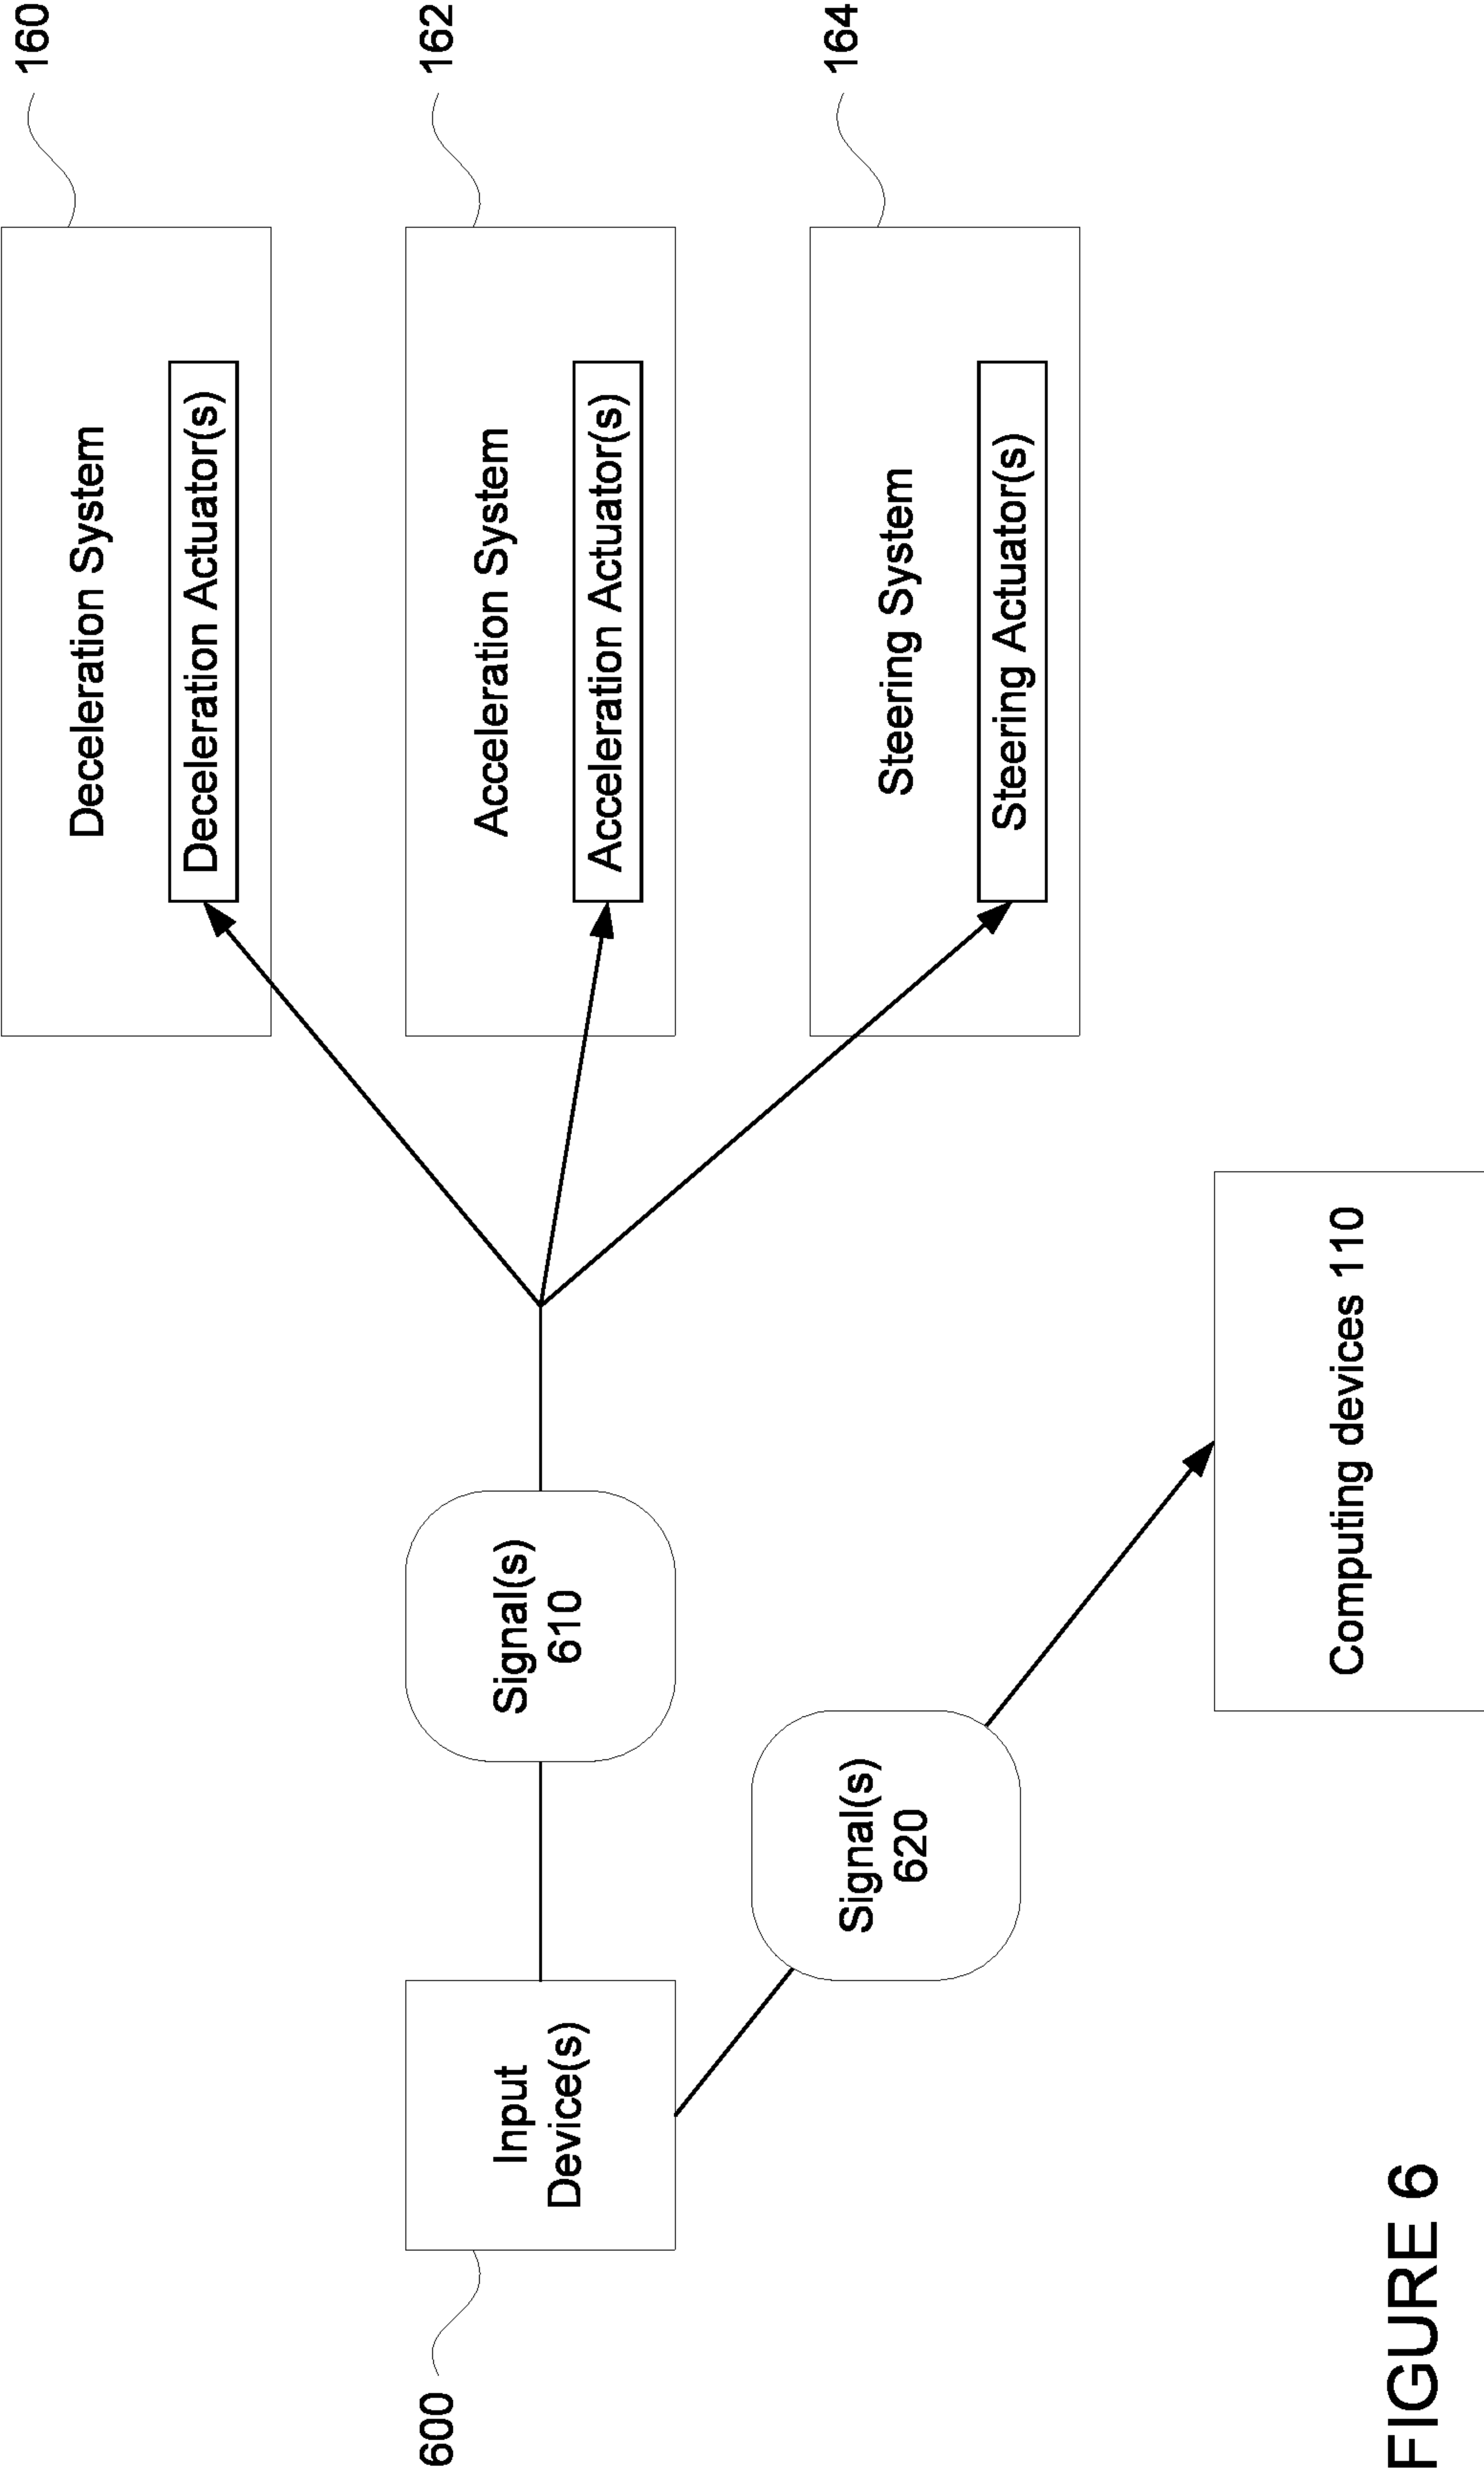 160
Deceleration System
Deceleration Actuator(s)
162
Acceleration System
Acceleration Actuator(s)
164
Steering System
Steering Actuator(s)
600
Input
Device(s)
Signal(s)
610
Signal(s)
620
Computing devices 110
FIGURE 6